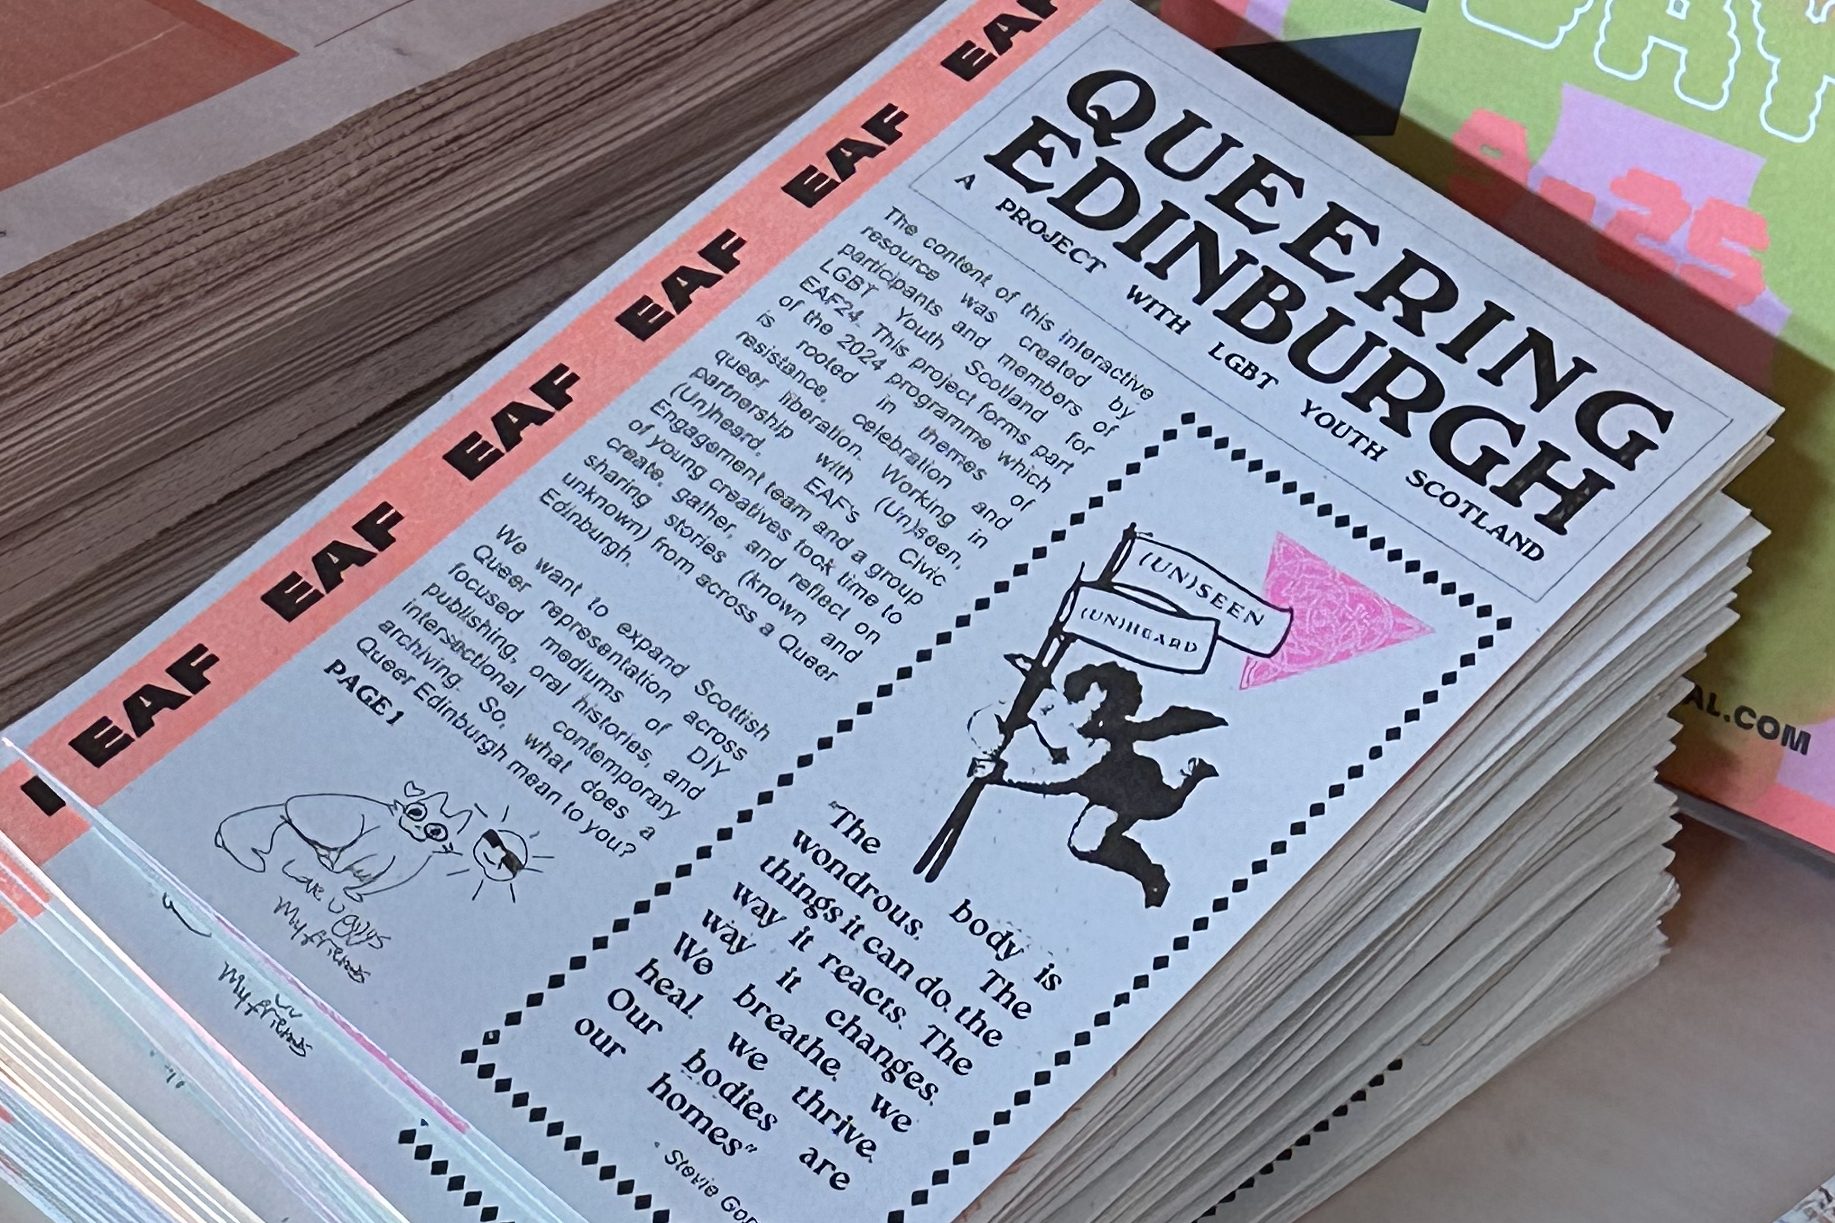 EAF
EAF
EAF
EAF
EAF
EAF
EAF
QUEERING
EDINBURGH
A PROJECT WITH LGBT YOUTH SCOTLAND
The content of this interactive
resource was created by
participants and members of
LGBT Youth Scotland for
EAF24. This project forms part
of the 2024 programme which
is rooted in themes of
resistance, celebration and
queer liberation. Working in
partnership with (Un)seen,
(Un)heard, EAF's Civic
Engagement team and a group
of young creatives took time to
create, gather, and reflect on
sharing stories (known and
unknown) from across a Queer
Edinburgh.
We want to expand Scottish
Queer representation across
focused mediums of DIY
publishing, oral histories, and
intersectional contemporary
archiving. So, what does a
Queer Edinburgh mean to you?
PAGE 1
Love u guys
My friends
My friends
(UN)SEEN
(UN)HEARD
"The body is
wondrous. The
things it can do, the
way it reacts. The
way it changes.
We breathe, we
heal, we thrive.
Our bodies are
our homes"
- Stevie
AL.COM